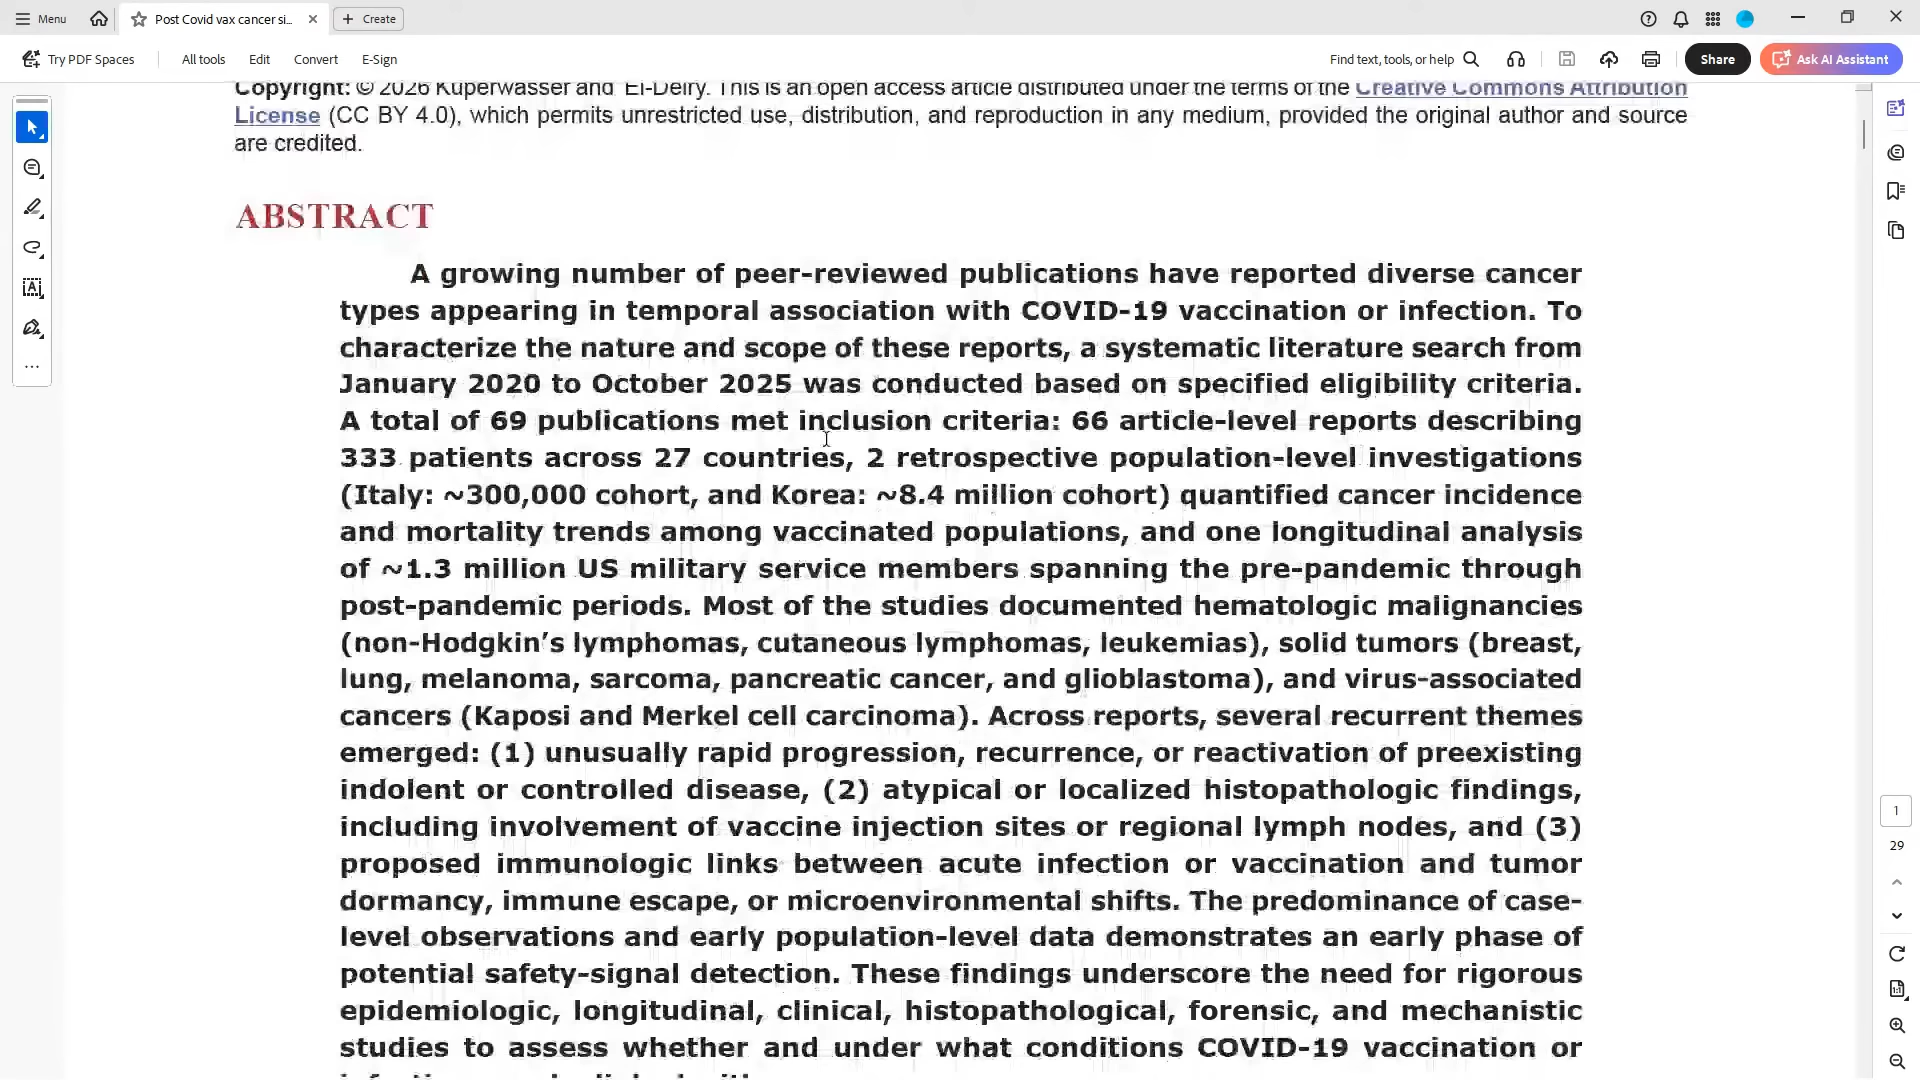 Menu
Post Covid vax cancer si...
Create
Try PDF Spaces
All tools
Edit
Convert
E-Sign
Find text, tools, or help
Share
Ask AI Assistant
Copyright: © 2026 Kuperwasser and El-Deiry. This is an open access article distributed under the terms of the Creative Commons Attribution
License (CC BY 4.0), which permits unrestricted use, distribution, and reproduction in any medium, provided the original author and source
are credited.
ABSTRACT
A growing number of peer-reviewed publications have reported diverse cancer
types appearing in temporal association with COVID-19 vaccination or infection. To
characterize the nature and scope of these reports, a systematic literature search from
January 2020 to October 2025 was conducted based on specified eligibility criteria.
A total of 69 publications met inclusion criteria: 66 article-level reports describing
333 patients across 27 countries, 2 retrospective population-level investigations
(Italy: ~300,000 cohort, and Korea: ~8.4 million cohort) quantified cancer incidence
and mortality trends among vaccinated populations, and one longitudinal analysis
of ~1.3 million US military service members spanning the pre-pandemic through
post-pandemic periods. Most of the studies documented hematologic malignancies
(non-Hodgkin's lymphomas, cutaneous lymphomas, leukemias), solid tumors (breast,
lung, melanoma, sarcoma, pancreatic cancer, and glioblastoma), and virus-associated
cancers (Kaposi and Merkel cell carcinoma). Across reports, several recurrent themes
emerged: (1) unusually rapid progression, recurrence, or reactivation of preexisting
indolent or controlled disease, (2) atypical or localized histopathologic findings,
including involvement of vaccine injection sites or regional lymph nodes, and (3)
proposed immunologic links between acute infection or vaccination and tumor
dormancy, immune escape, or microenvironmental shifts. The predominance of case-
level observations and early population-level data demonstrates an early phase of
potential safety-signal detection. These findings underscore the need for rigorous
epidemiologic, longitudinal, clinical, histopathological, forensic, and mechanistic
studies to assess whether and under what conditions COVID-19 vaccination or
1
29